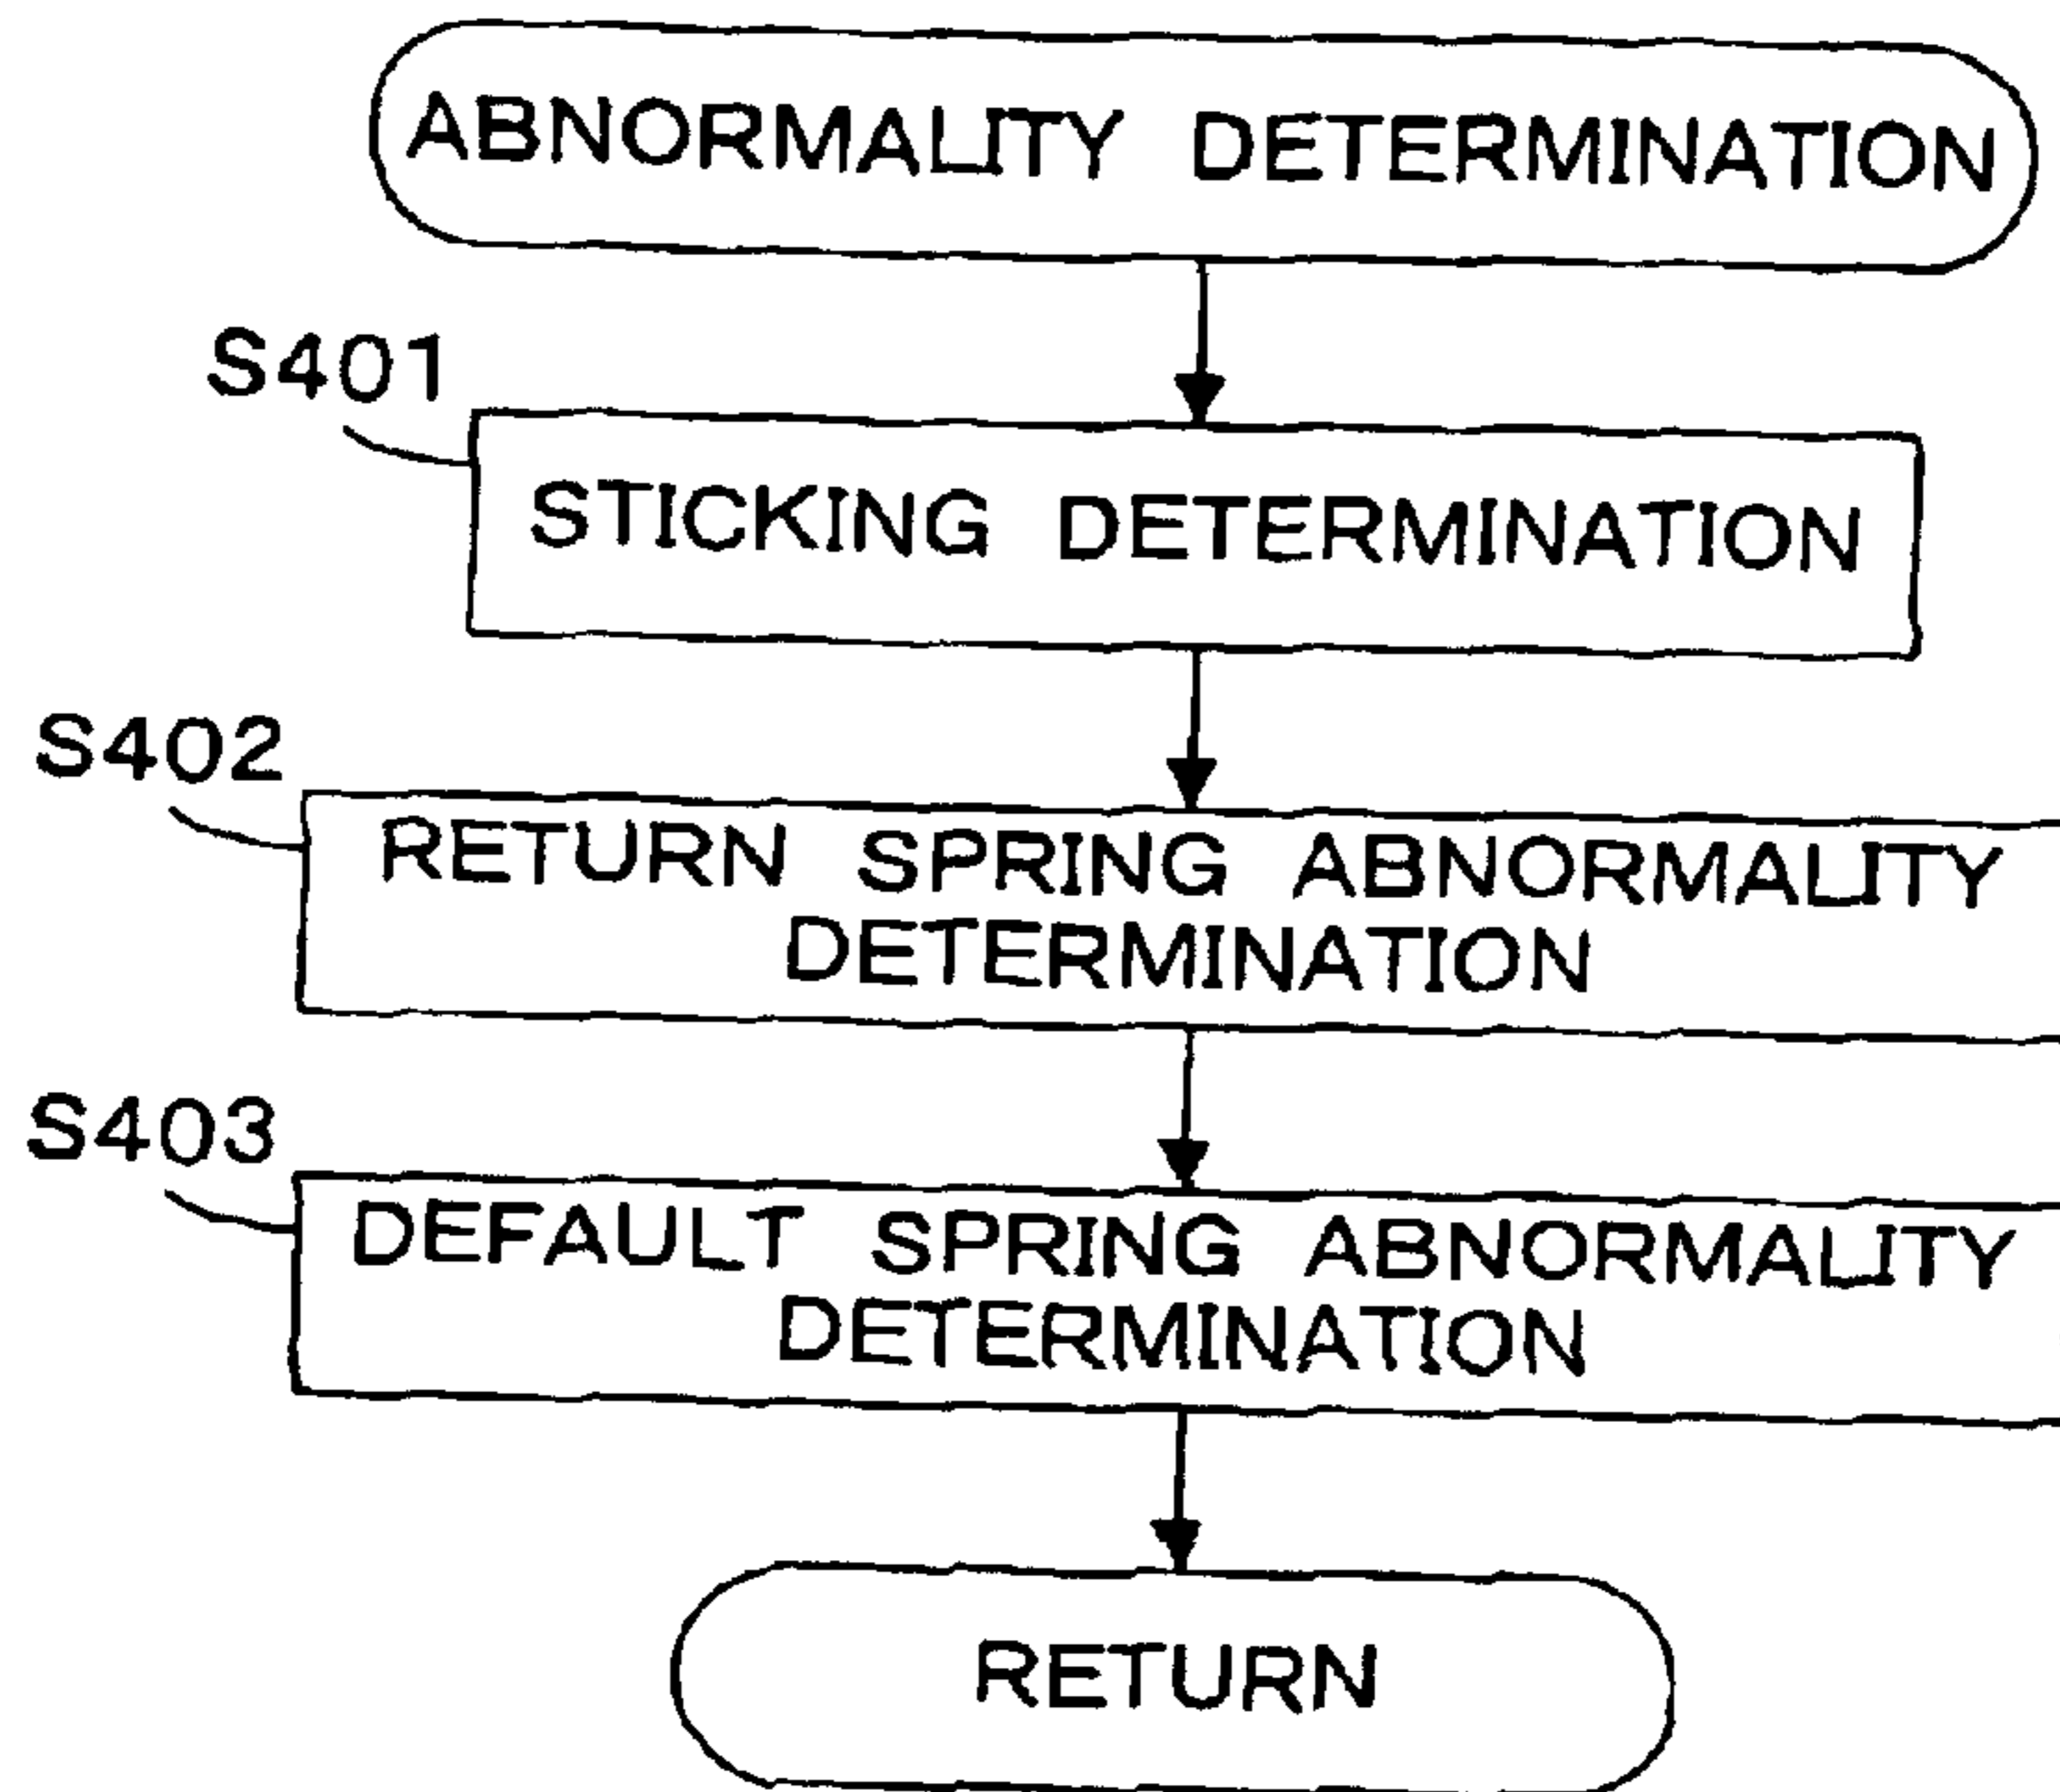 ABNORMALITY DETERMINATION
S401
STICKING DETERMINATION
S402
RETURN SPRING ABNORMALITY
DETERMINATION
S403
DEFAULT SPRING ABNORMALITY
DETERMINATION
RETURN